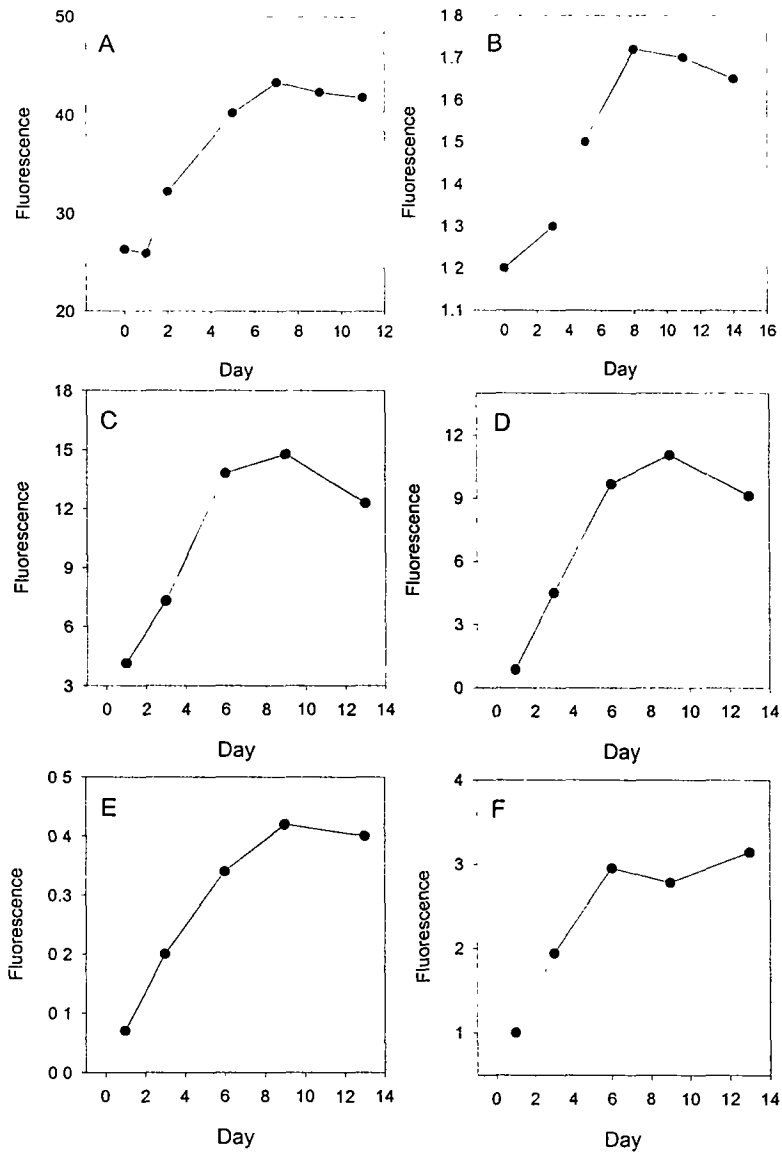 A
50
40
30
20
Fluorescence
0 2 4 6 8 10 12
Day
B
1 8
1.7
1 6
1 5
1 4
1 3
1 2
1.1
Fluorescence
0 2 4 6 8 10 12 14 16
Day
C
18
15
12
9
6
3
Fluorescence
0 2 4 6 8 10 12 14
Day
D
12
9
6
3
0
Fluorescence
0 2 4 6 8 10 12 14
Day
E
0 5
0 4
0.3
0.2
0 1
0 0
Fluorescence
0 2 4 6 8 10 12 14
Day
F
4
3
2
1
Fluorescence
0 2 4 6 8 10 12 14
Day